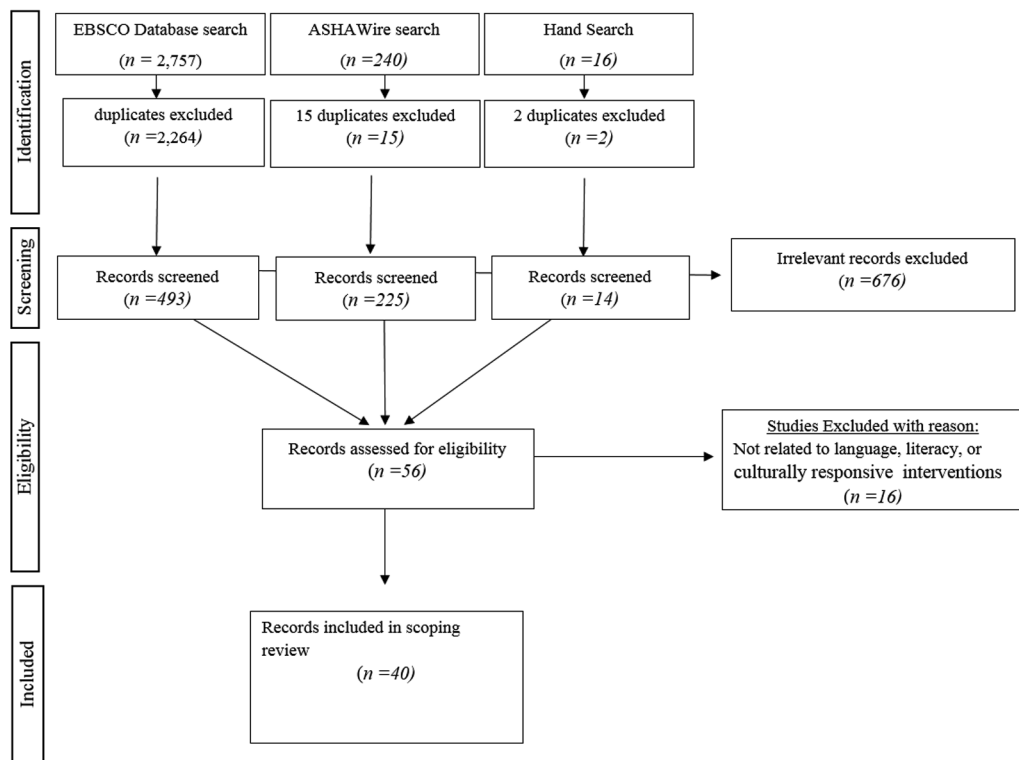 Identification
EBSCO Database search
(n = 2,757)
ASHAWire search
(n =240)
Hand Search
(n =16)
duplicates excluded
(n =2,264)
15 duplicates excluded
(n =15)
2 duplicates excluded
(n =2)
Screening
Records screened
(n =493)
Records screened
(n =225)
Records screened
(n =14)
Irrelevant records excluded
(n =676)
Eligibility
Records assessed for eligibility
(n =56)
Studies Excluded with reason:
Not related to language, literacy, or
culturally responsive interventions
(n =16)
Included
Records included in scoping
review
(n =40)